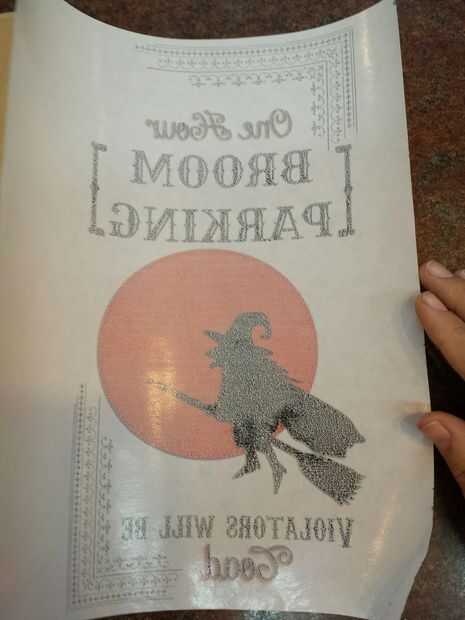 One Hour
BROOM
PARKING
VIOLATORS WILL BE
Toad